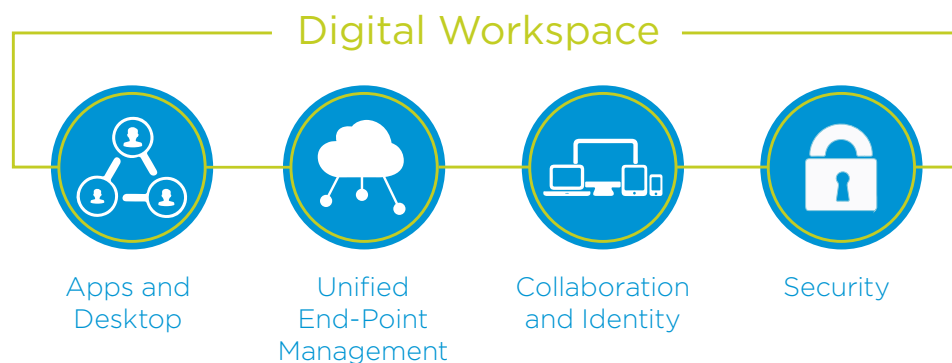 Digital Workspace
Apps and
Desktop
Unified
End-Point
Management
Collaboration
and Identity
Security